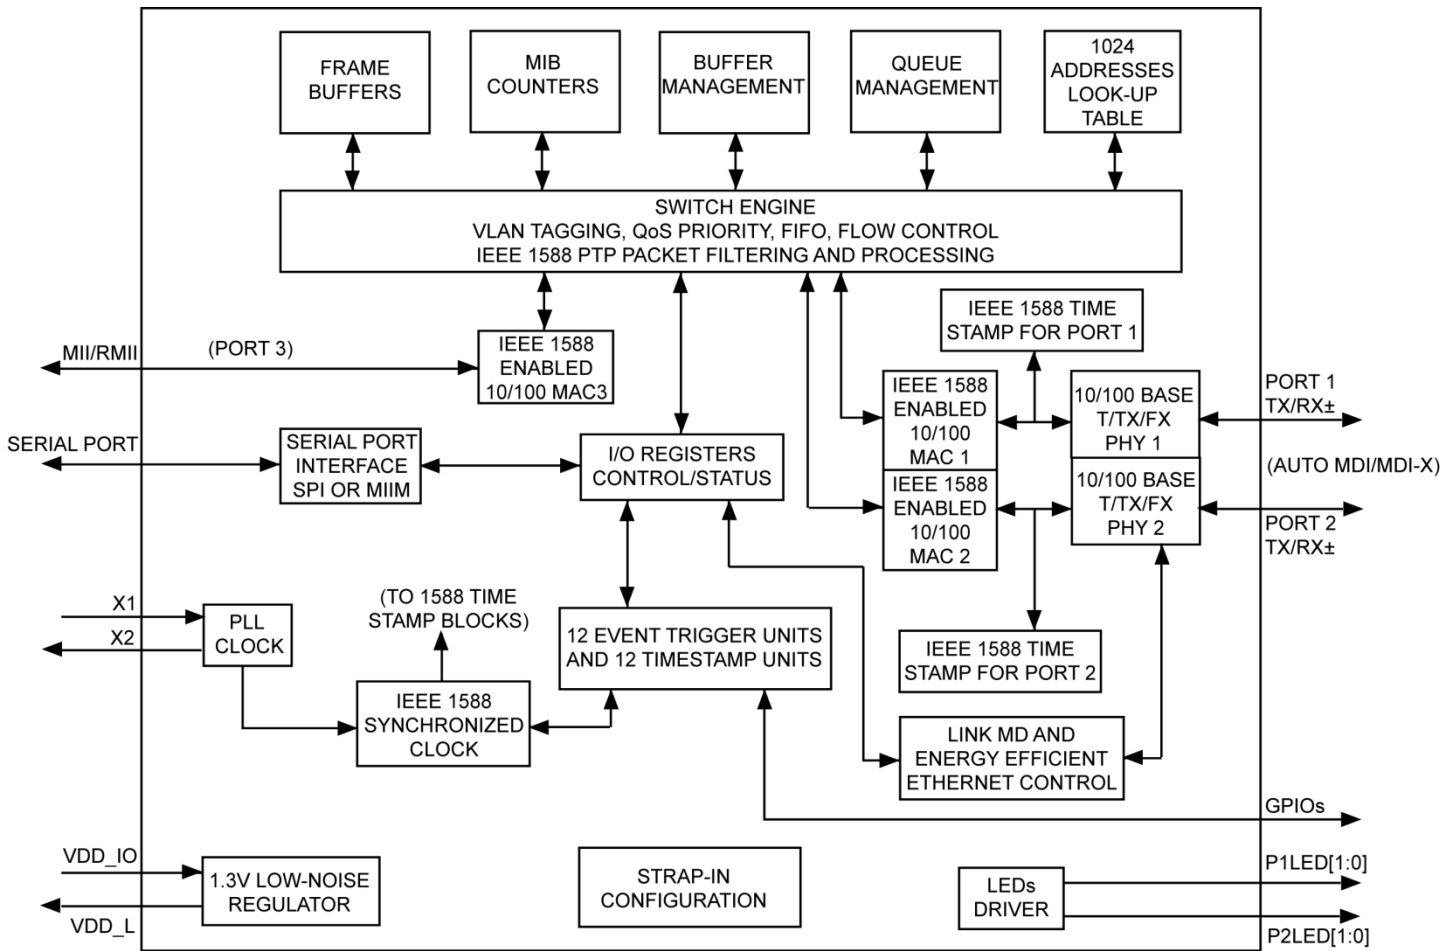 FRAME
BUFFERS
MIB
COUNTERS
BUFFER
MANAGEMENT
QUEUE
MANAGEMENT
1024
ADDRESSES
LOOK-UP
TABLE
SWITCH ENGINE
VLAN TAGGING, QoS PRIORITY, FIFO, FLOW CONTROL
IEEE 1588 PTP PACKET FILTERING AND PROCESSING
MII/RMII
(PORT 3)
IEEE 1588
ENABLED
10/100 MAC3
IEEE 1588 TIME
STAMP FOR PORT 1
IEEE 1588
ENABLED
10/100
MAC 1
10/100 BASE
T/TX/FX
PHY 1
PORT 1
TX/RX±
SERIAL PORT
SERIAL PORT
INTERFACE
SPI OR MIIM
I/O REGISTERS
CONTROL/STATUS
IEEE 1588
ENABLED
10/100
MAC 2
10/100 BASE
T/TX/FX
PHY 2
(AUTO MDI/MDI-X)
PORT 2
TX/RX±
X1
X2
PLL
CLOCK
(TO 1588 TIME
STAMP BLOCKS)
12 EVENT TRIGGER UNITS
AND 12 TIMESTAMP UNITS
IEEE 1588 TIME
STAMP FOR PORT 2
IEEE 1588
SYNCHRONIZED
CLOCK
LINK MD AND
ENERGY EFFICIENT
ETHERNET CONTROL
GPIOs
VDD_IO
VDD_L
1.3V LOW-NOISE
REGULATOR
STRAP-IN
CONFIGURATION
LEDs
DRIVER
P1LED[1:0]
P2LED[1:0]